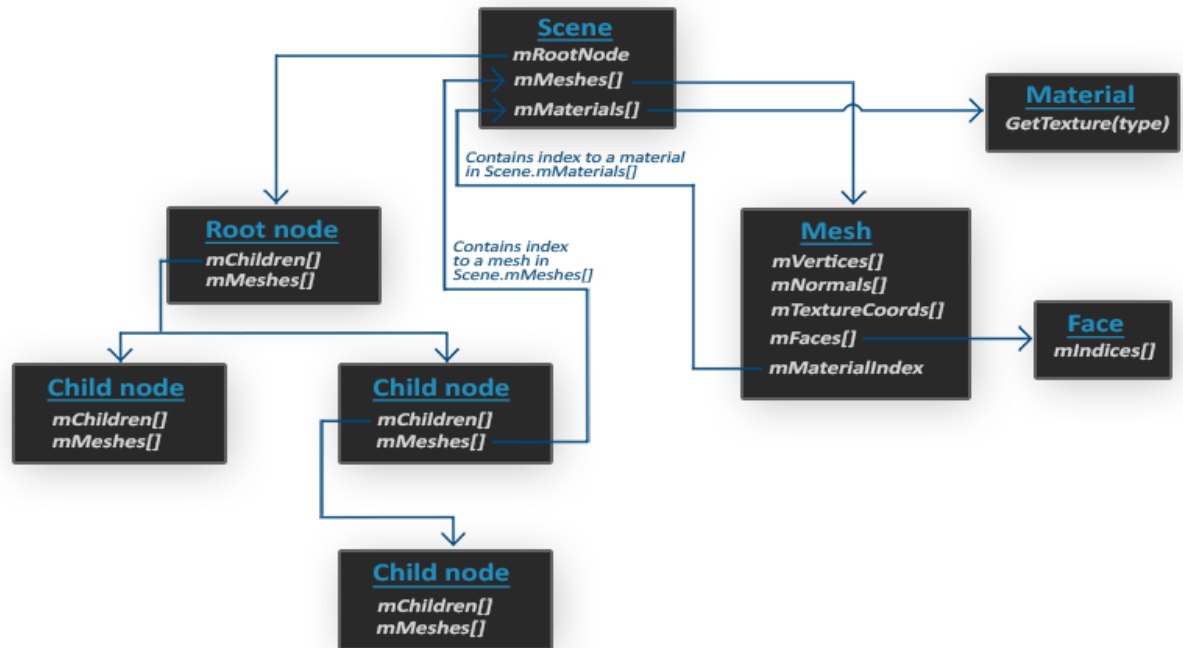 Scene
mRootNode
mMeshes[]
mMaterials[]
Material
GetTexture(type)
Contains index to a material
in Scene.mMaterials[]
Root node
mChildren[]
mMeshes[]
Contains index
to a mesh in
Scene.mMeshes[]
Mesh
mVertices[]
mNormals[]
mTextureCoords[]
mFaces[]
mMaterialIndex
Face
mIndices[]
Child node
mChildren[]
mMeshes[]
Child node
mChildren[]
mMeshes[]
Child node
mChildren[]
mMeshes[]